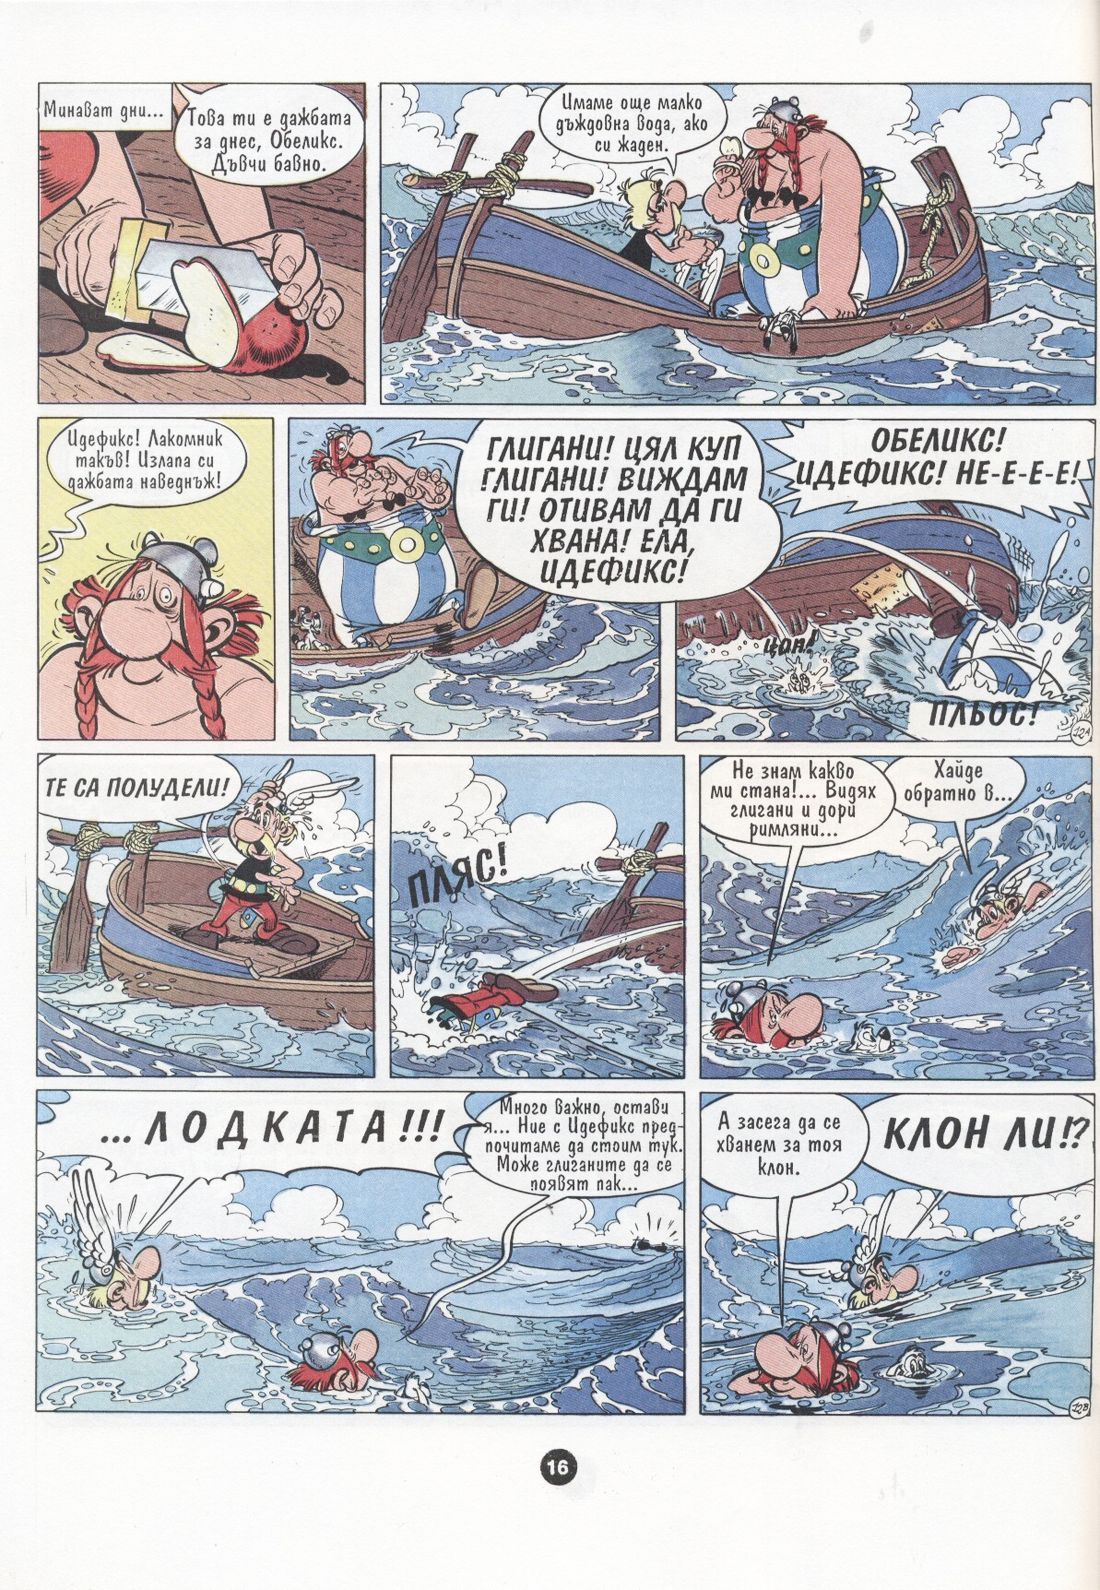 Минават дни...
Това ти е дажбата
за днес, Обеликс.
Дъвчи бавно.
Имаме още малко
дъждовна вода, ако
си жаден.
Идефикс! Лакомник
такъв! Излапа си
дажбата наведнъж!
ГЛИГАНИ! ЦЯЛ КУП
ГЛИГАНИ! ВИЖДАМ
ГИ! ОТИВАМ ДА ГИ
ХВАНА! ЕЛА,
ИДЕФИКС!
ОБЕЛИКС!
ИДЕФИКС! НЕ-Е-Е-Е!
цоп!
ПЛЬОС!
12A
ТЕ СА ПОЛУДЕЛИ!
ПЛЯС!
Не знам какво
ми стана!... Видях
глигани и дори
римляни...
Хайде
обратно в...
...ЛОДКАТА!!!
Много важно, остави
я... Ние с Идефикс пред-
почитаме да стоим тук.
Може глиганите да се
появят пак...
А засега да се
хванем за тоя
клон.
КЛОН ЛИ!?
12B
16